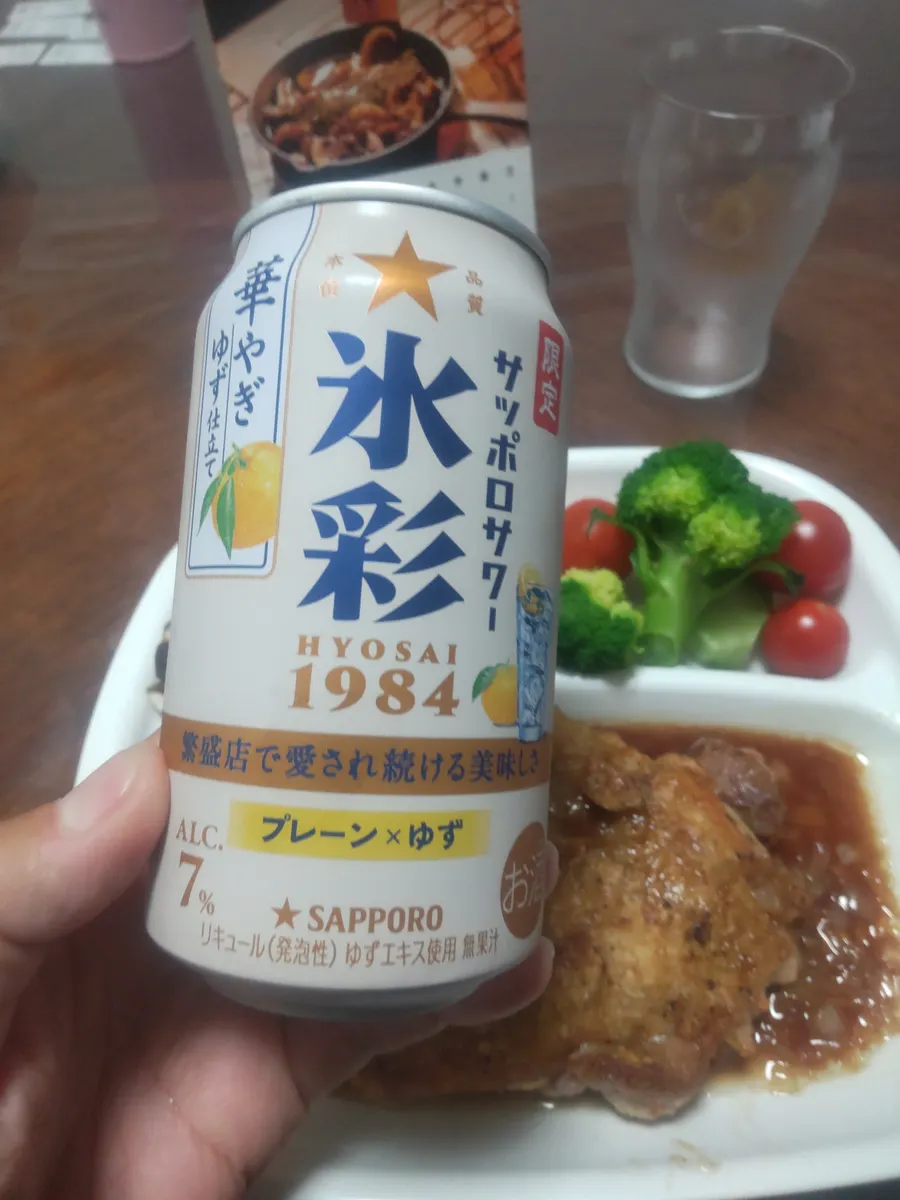 華やぎ
ゆず仕立て
本質
品質
氷彩
限定
サッポロサワー
HYOSAI
1984
繁盛店で愛され続ける美味しさ
プレーン×ゆず
ALC.
7%
お酒
SAPPORO
リキュール(発泡性) ゆずエキス使用 無果汁